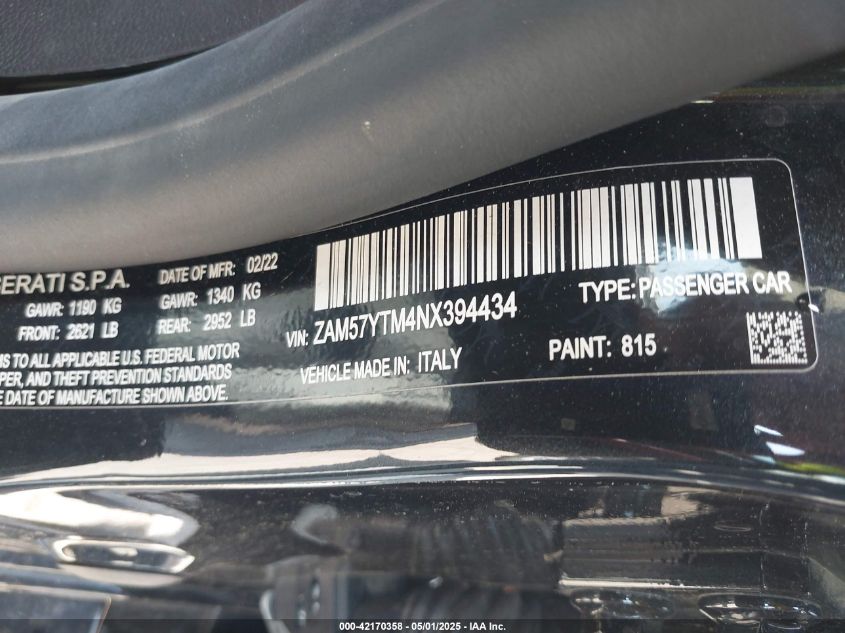 ERATI S.P.A. DATE OF MFR: 02/22
GAWR: 1190 KG GAWR: 1340 KG
FRONT: 2621 LB REAR: 2952 LB
TO ALL APPLICABLE U.S. FEDERAL MOTOR
AND THEFT PREVENTION STANDARDS
DATE OF MANUFACTURE SHOWN ABOVE.
VIN: ZAM57YTM4NX394434
TYPE: PASSENGER CAR
VEHICLE MADE IN: ITALY
PAINT: 815
000-42170358 - 05/01/2025 - IAA Inc.